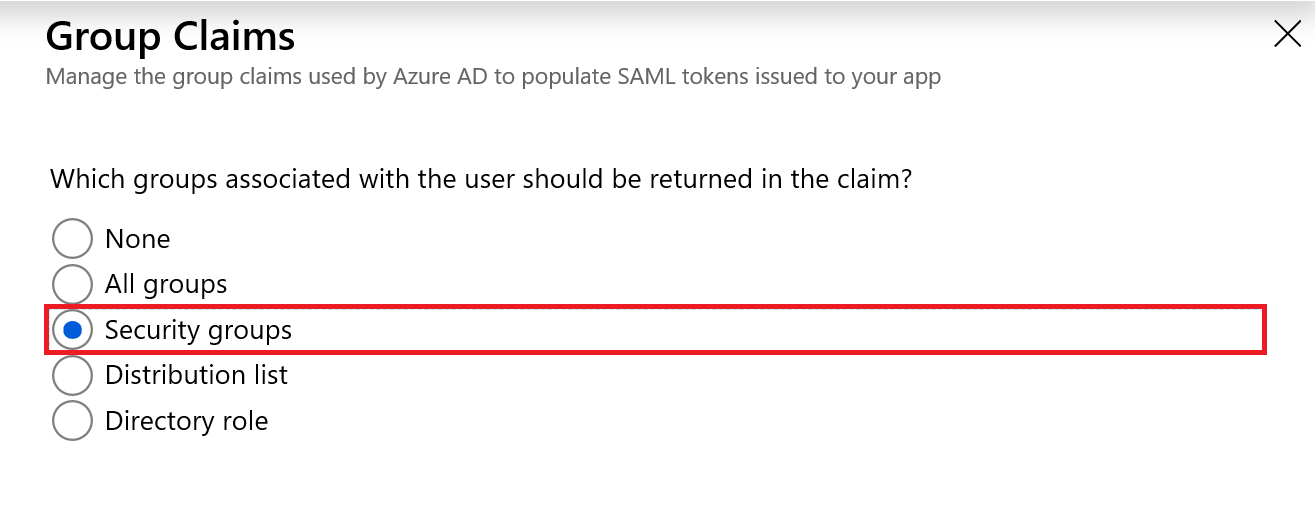 Group Claims
Manage the group claims used by Azure AD to populate SAML tokens issued to your app
Which groups associated with the user should be returned in the claim?
None
All groups
Security groups
Distribution list
Directory role